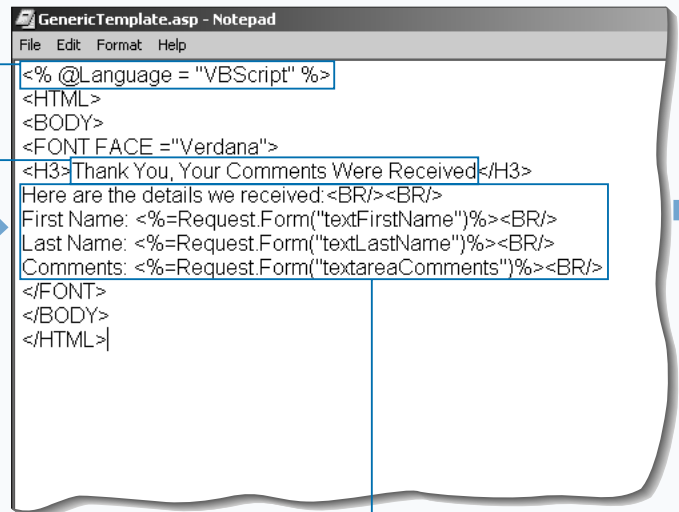 GenericTemplate.asp - Notepad
File Edit Format Help
<% @Language = "VBScript" %>
<HTML>
<BODY>
<FONT FACE ="Verdana">
<H3>Thank You, Your Comments Were Received</H3>
Here are the details we received:<BR/><BR/>
First Name: <%=Request.Form("textFirstName")%><BR/>
Last Name: <%=Request.Form("textLastName")%><BR/>
Comments: <%=Request.Form("textareaComments")%><BR/>
</FONT>
</BODY>
</HTML>